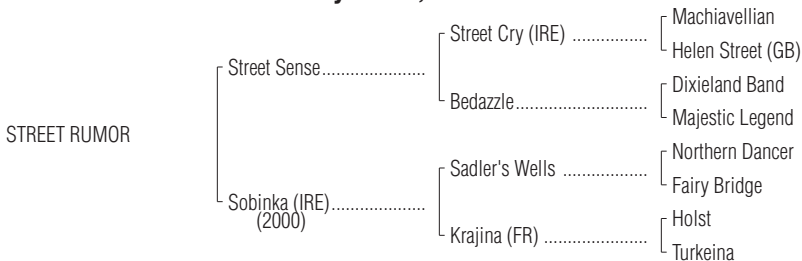 Street Cry (IRE) ................
Machiavellian
Helen Street (GB)
Street Sense......................
Bedazzle............................
Dixieland Band
Majestic Legend
STREET RUMOR
Sobinka (IRE)....................
(2000)
Sadler's Wells ..................
Northern Dancer
Fairy Bridge
Krajina (FR) ......................
Holst
Turkeina